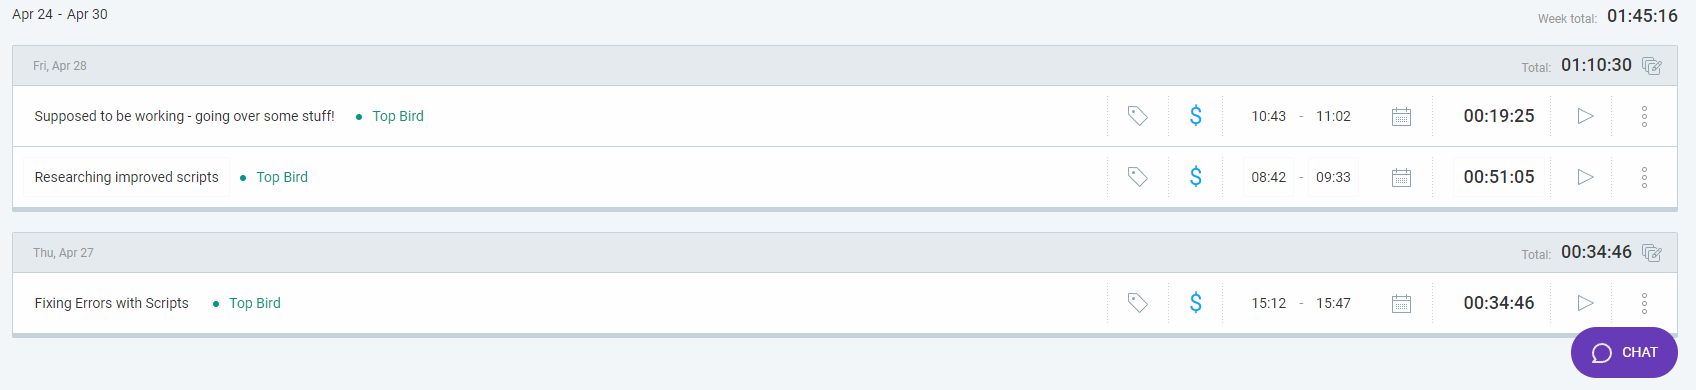 Apr 24 - Apr 30 Week total: 01:45:16
Fri, Apr 28 Total: 01:10:30
Supposed to be working - going over some stuff! • Top Bird $ 10:43 - 11:02 00:19:25
Researching improved scripts • Top Bird $ 08:42 - 09:33 00:51:05
Thu, Apr 27 Total: 00:34:46
Fixing Errors with Scripts • Top Bird $ 15:12 - 15:47 00:34:46
CHAT